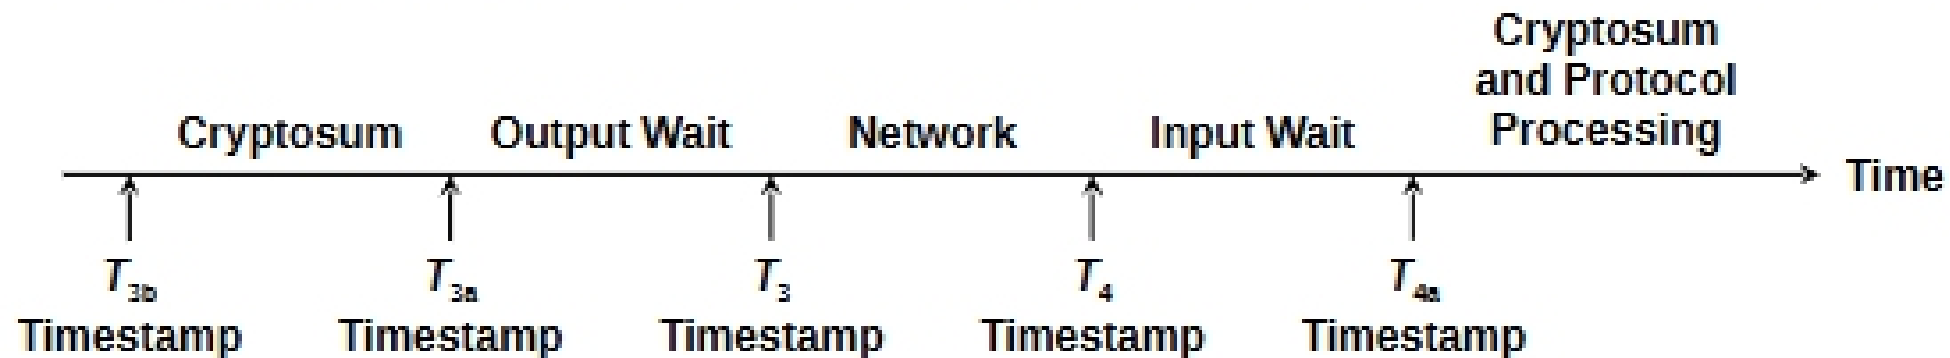 Cryptosum
and Protocol
Processing
Cryptosum Output Wait Network Input Wait
Time
T3b T3a T3 T4 T4a
Timestamp Timestamp Timestamp Timestamp Timestamp